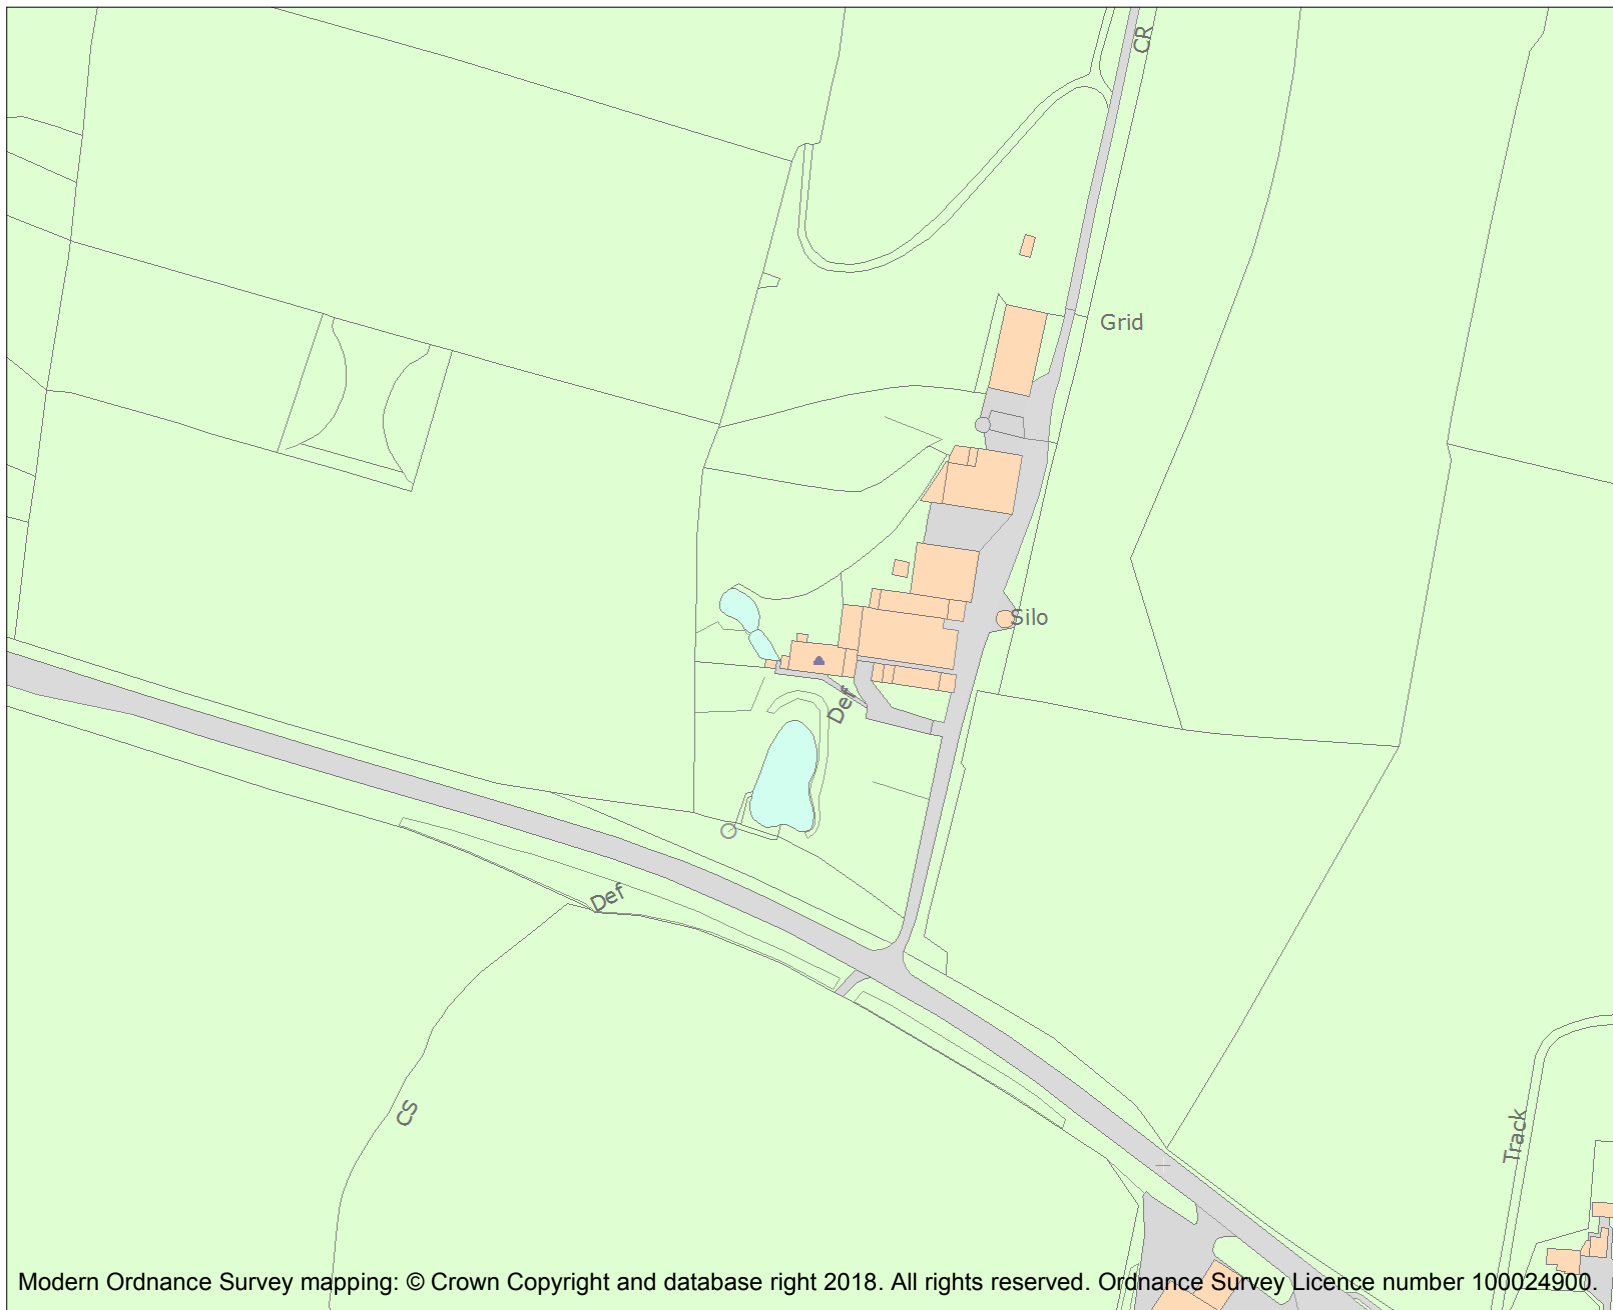 CR
Grid
Silo
Def
Def
CS
Track
Modern Ordnance Survey mapping: © Crown Copyright and database right 2018. All rights reserved. Ordnance Survey Licence number 100024900.